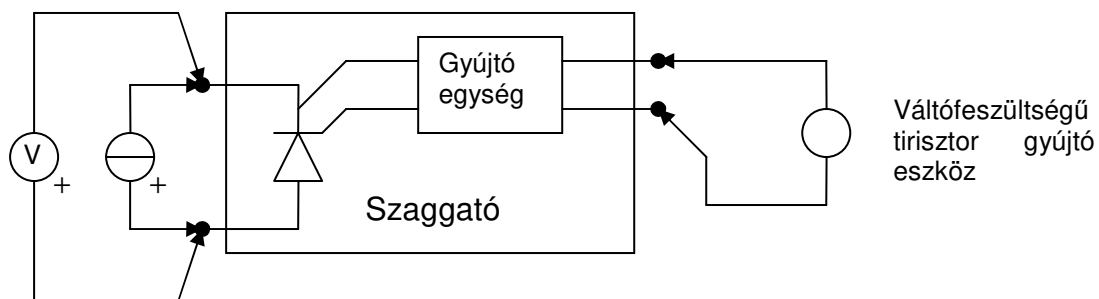 Gyújtó
egység
V
+
+
Szaggató
Váltófeszültségű
tirisztor gyújtó
eszköz